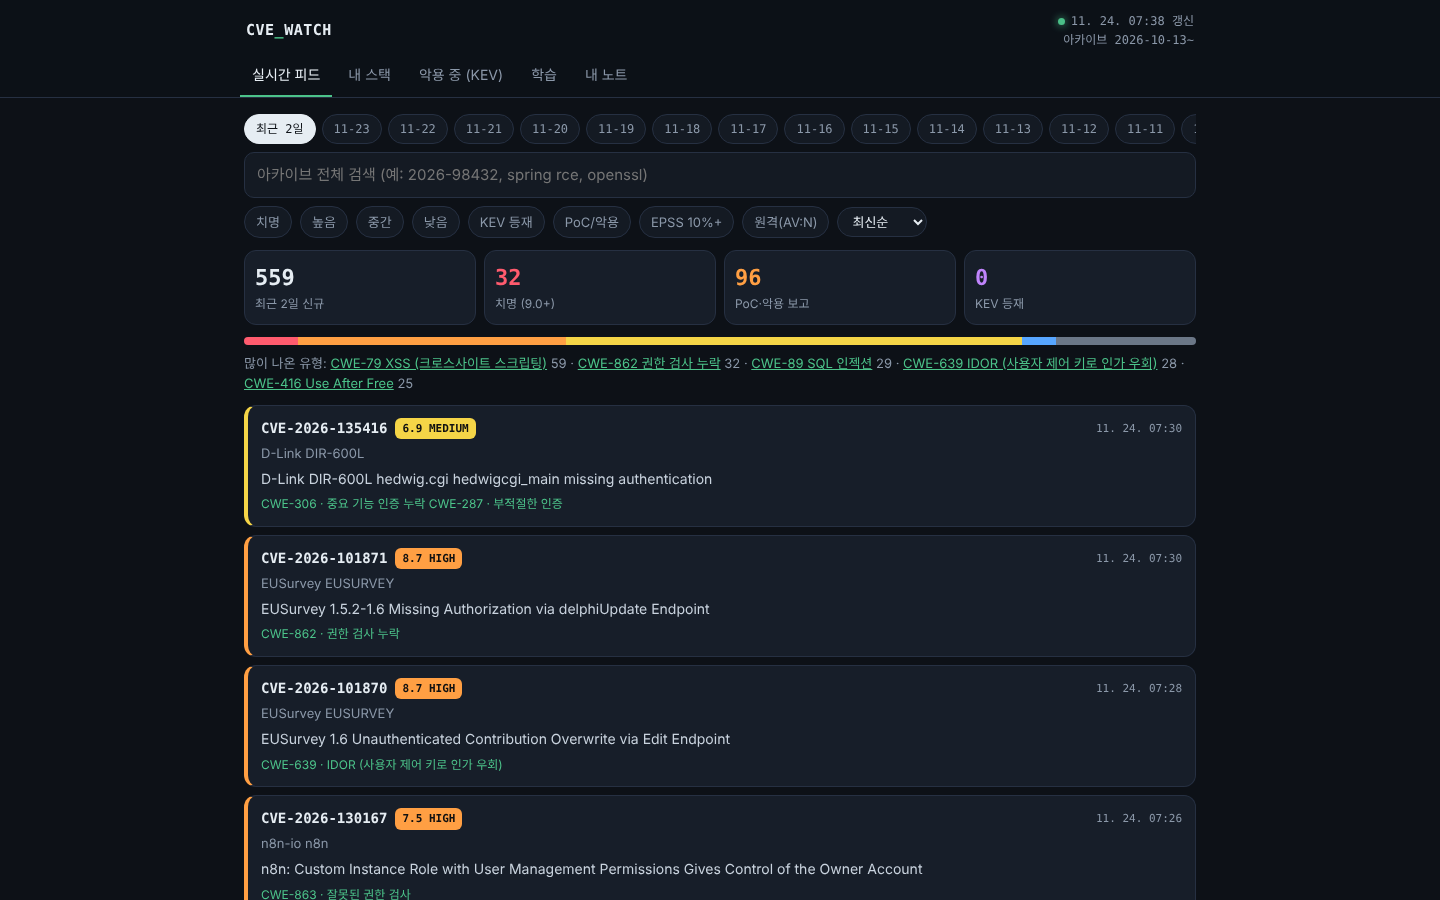 CVE_WATCH
11. 24. 07:38 갱신
아카이브 2026-10-13~
실시간 피드 내 스택 악용 중 (KEV) 학습 내 노트
최근 2일 11-23 11-22 11-21 11-20 11-19 11-18 11-17 11-16 11-15 11-14 11-13 11-12 11-11
아카이브 전체 검색 (예: 2026-98432, spring rce, openssl)
치명 높음 중간 낮음 KEV 등재 PoC/악용 EPSS 10%+ 원격(AV:N) 최신순
559 32 96 0
최근 2일 신규 치명 (9.0+) PoC·악용 보고 KEV 등재
많이 나온 유형: CWE-79 XSS (크로스사이트 스크립팅) 59 · CWE-862 권한 검사 누락 32 · CWE-89 SQL 인젝션 29 · CWE-639 IDOR (사용자 제어 키로 인가 우회) 28 ·
CWE-416 Use After Free 25
CVE-2026-135416 6.9 MEDIUM 11. 24. 07:30
D-Link DIR-600L
D-Link DIR-600L hedwig.cgi hedwigcgi_main missing authentication
CWE-306 · 중요 기능 인증 누락 CWE-287 · 부적절한 인증
CVE-2026-101871 8.7 HIGH 11. 24. 07:30
EUSurvey EUSURVEY
EUSurvey 1.5.2-1.6 Missing Authorization via delphiUpdate Endpoint
CWE-862 · 권한 검사 누락
CVE-2026-101870 8.7 HIGH 11. 24. 07:28
EUSurvey EUSURVEY
EUSurvey 1.6 Unauthenticated Contribution Overwrite via Edit Endpoint
CWE-639 · IDOR (사용자 제어 키로 인가 우회)
CVE-2026-130167 7.5 HIGH 11. 24. 07:26
n8n-io n8n
n8n: Custom Instance Role with User Management Permissions Gives Control of the Owner Account
CWE-863 · 잘못된 권한 검사